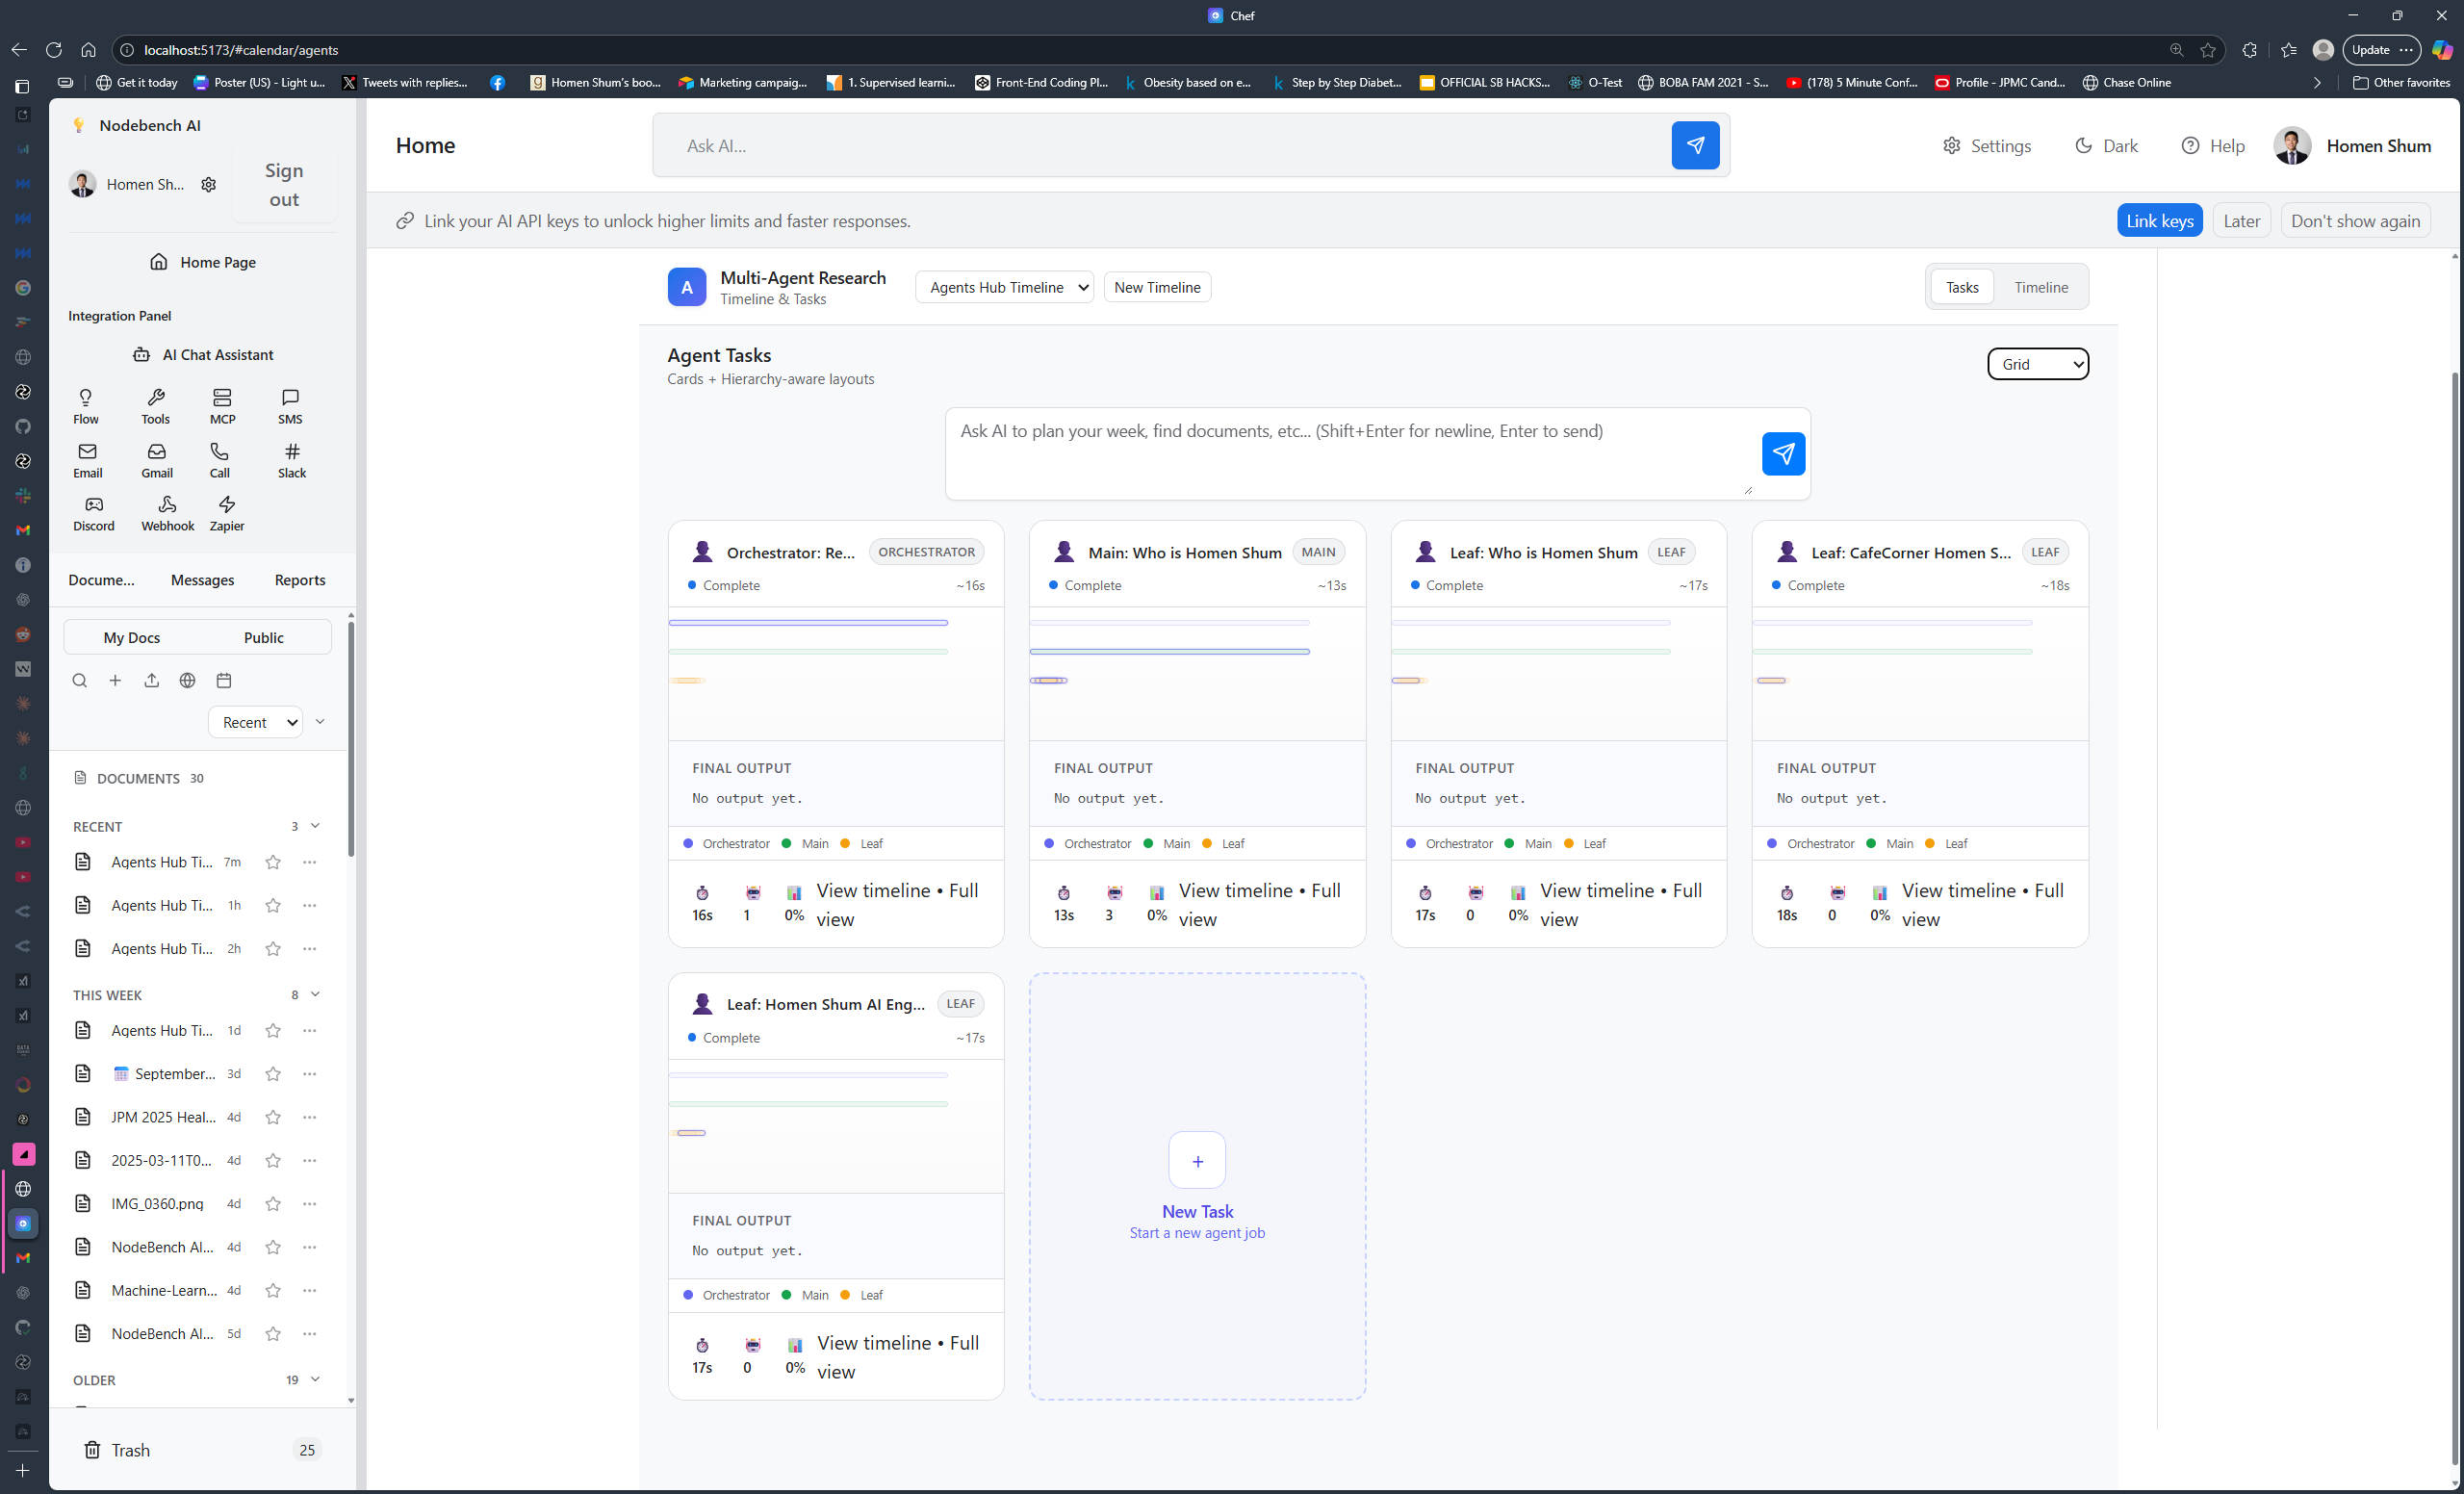 Chef
localhost:5173/#calendar/agents
Update
Get it today
Poster (US) - Light u...
Tweets with replies...
Homen Shum's boo...
Marketing campaig...
1. Supervised learni...
Front-End Coding Pl...
Obesity based on e...
Step by Step Diabet...
OFFICIAL SB HACKS...
O-Test
BOBA FAM 2021 - S...
(178) 5 Minute Conf...
Profile - JPMC Cand...
Chase Online
Other favorites
Nodebench AI
Homen Sh...
Sign
out
Home Page
Integration Panel
AI Chat Assistant
Flow
Tools
MCP
SMS
Email
Gmail
Call
Slack
Discord
Webhook
Zapier
Docume...
Messages
Reports
My Docs
Public
Recent
DOCUMENTS 30
RECENT 3
Agents Hub Ti... 7m
Agents Hub Ti... 1h
Agents Hub Ti... 2h
THIS WEEK 8
Agents Hub Ti... 1d
September... 3d
JPM 2025 Heal... 4d
2025-03-11T0... 4d
IMG_0360.png 4d
NodeBench AI... 4d
Machine-Learn... 4d
NodeBench AI... 5d
OLDER 19
Trash 25
Home
Ask AI...
Settings
Dark
Help
Homen Shum
Link your AI API keys to unlock higher limits and faster responses.
Link keys
Later
Don't show again
A
Multi-Agent Research
Timeline & Tasks
Agents Hub Timeline
New Timeline
Tasks
Timeline
Agent Tasks
Cards + Hierarchy-aware layouts
Grid
Ask AI to plan your week, find documents, etc... (Shift+Enter for newline, Enter to send)
Orchestrator: Re... ORCHESTRATOR
Complete ~16s
FINAL OUTPUT
No output yet.
Orchestrator Main Leaf
16s 1 0% View timeline • Full
view
Main: Who is Homen Shum MAIN
Complete ~13s
FINAL OUTPUT
No output yet.
Orchestrator Main Leaf
13s 3 0% View timeline • Full
view
Leaf: Who is Homen Shum LEAF
Complete ~17s
FINAL OUTPUT
No output yet.
Orchestrator Main Leaf
17s 0 0% View timeline • Full
view
Leaf: CafeCorner Homen S... LEAF
Complete ~18s
FINAL OUTPUT
No output yet.
Orchestrator Main Leaf
18s 0 0% View timeline • Full
view
Leaf: Homen Shum AI Eng... LEAF
Complete ~17s
FINAL OUTPUT
No output yet.
Orchestrator Main Leaf
17s 0 0% View timeline • Full
view
+
New Task
Start a new agent job